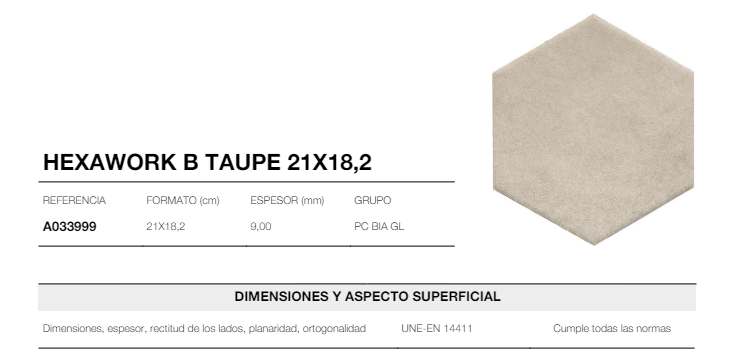 HEXAWORK B TAUPE 21X18,2
REFERENCIA FORMATO (cm) ESPESOR (mm) GRUPO
A033999 21X18,2 9,00 PC BIA GL
DIMENSIONES Y ASPECTO SUPERFICIAL
Dimensiones, espesor, rectitud de los lados, planaridad, ortogonalidad UNE-EN 14411 Cumple todas las normas